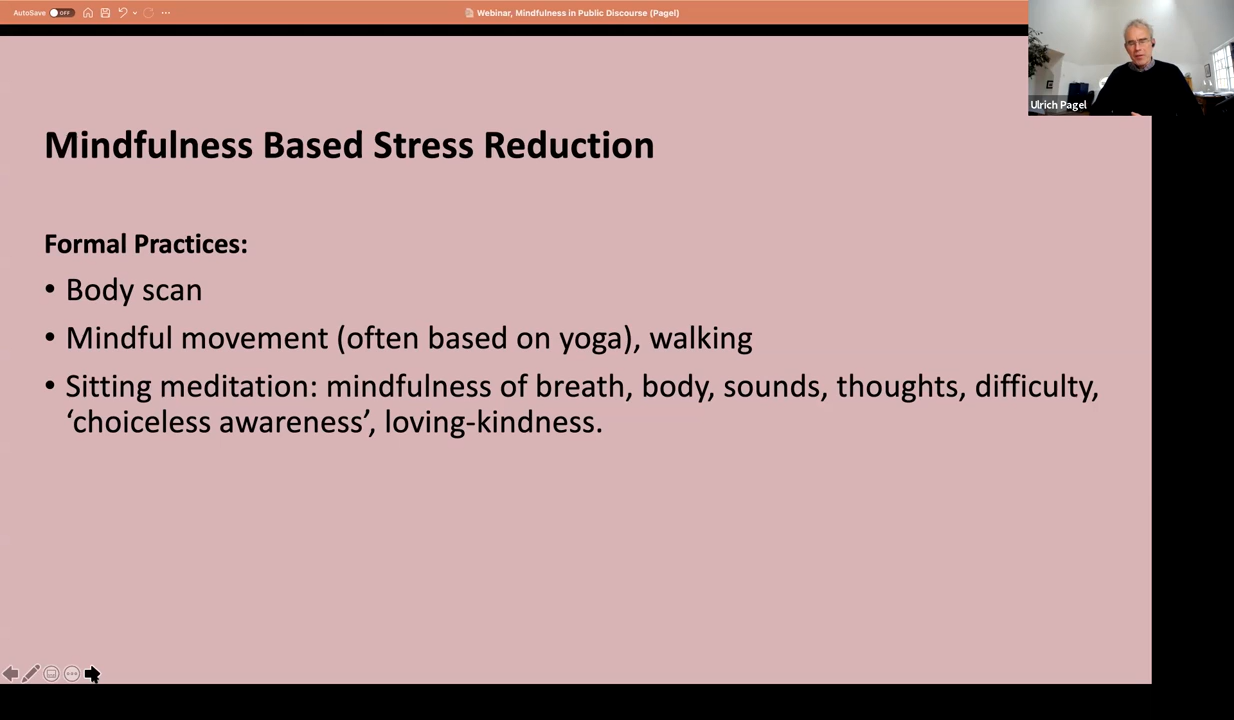 AutoSave OFF
Webinar, Mindfulness in Public Discourse (Pagel)
Ulrich Pagel
Mindfulness Based Stress Reduction
Formal Practices:
• Body scan
• Mindful movement (often based on yoga), walking
• Sitting meditation: mindfulness of breath, body, sounds, thoughts, difficulty,
‘choiceless awareness’, loving-kindness.